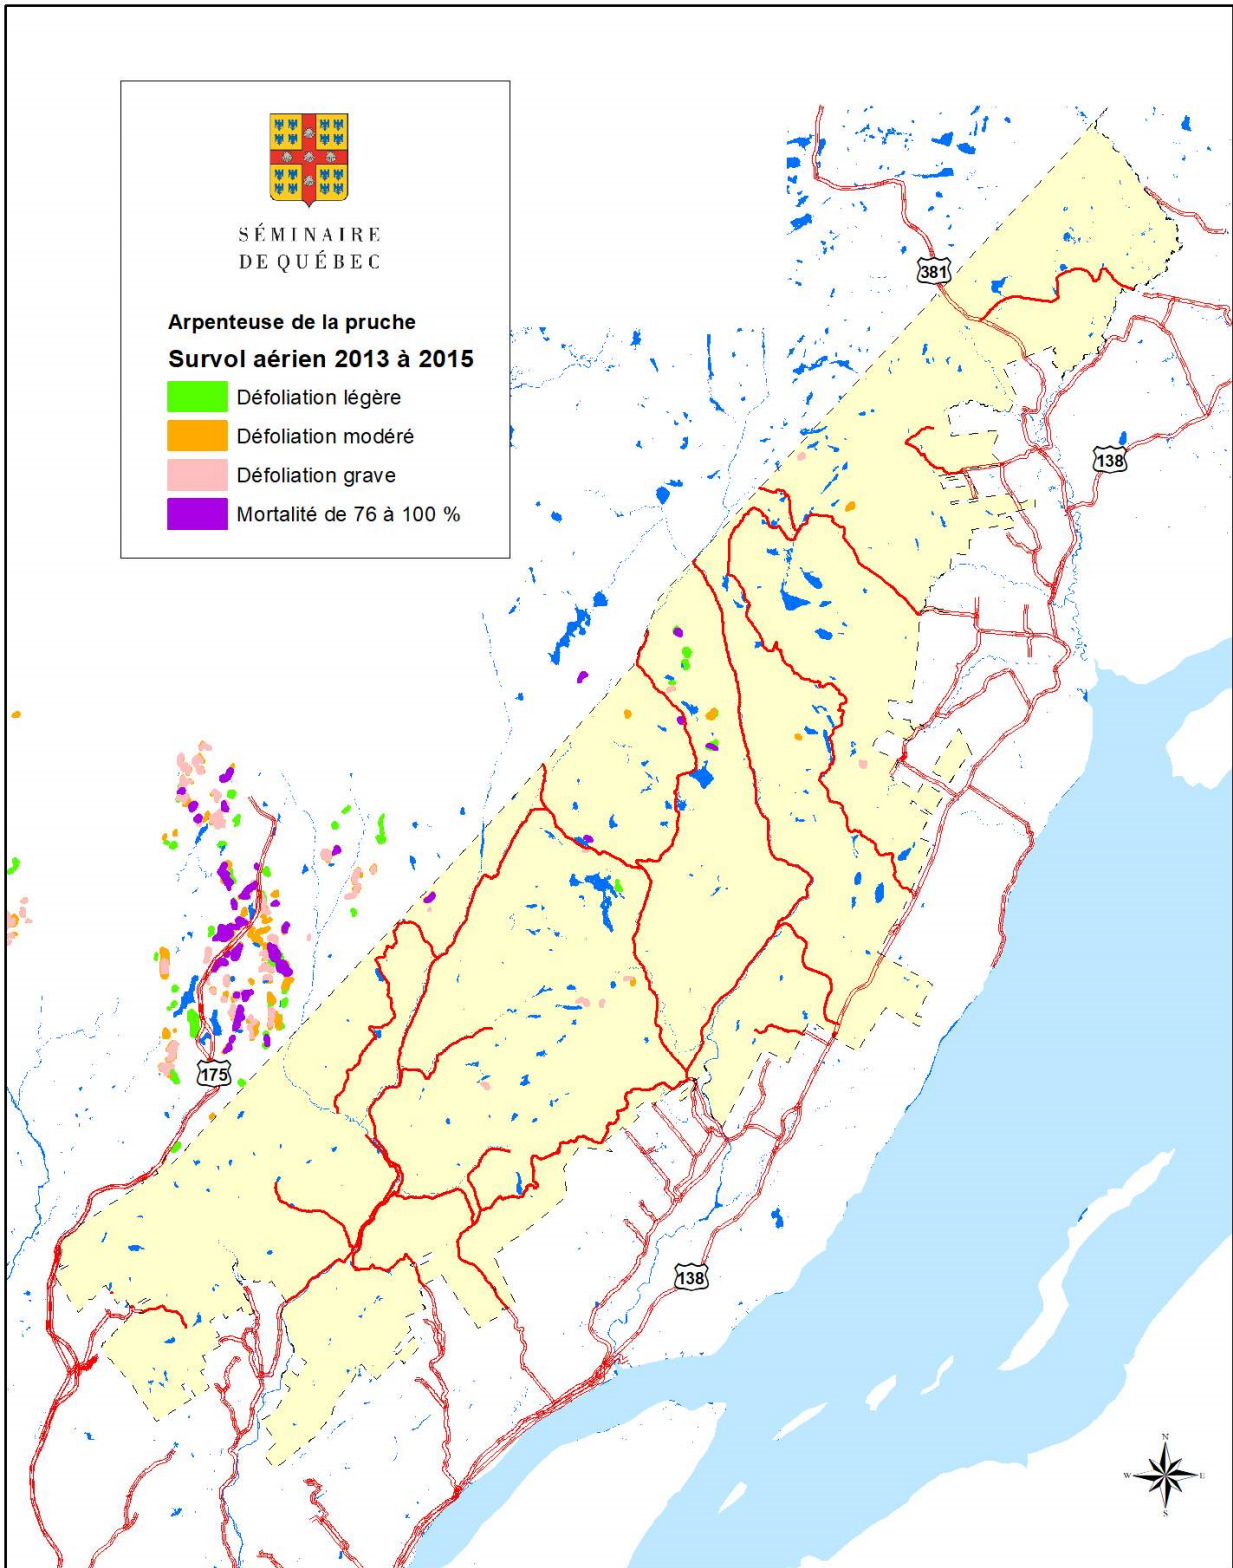 SÉMINAIRE
DE QUÉBEC
Arpenteuse de la pruche
Survol aérien 2013 à 2015
Défoliation légère
Défoliation modéré
Défoliation grave
Mortalité de 76 à 100 %
381
138
175
138
N
W E
S